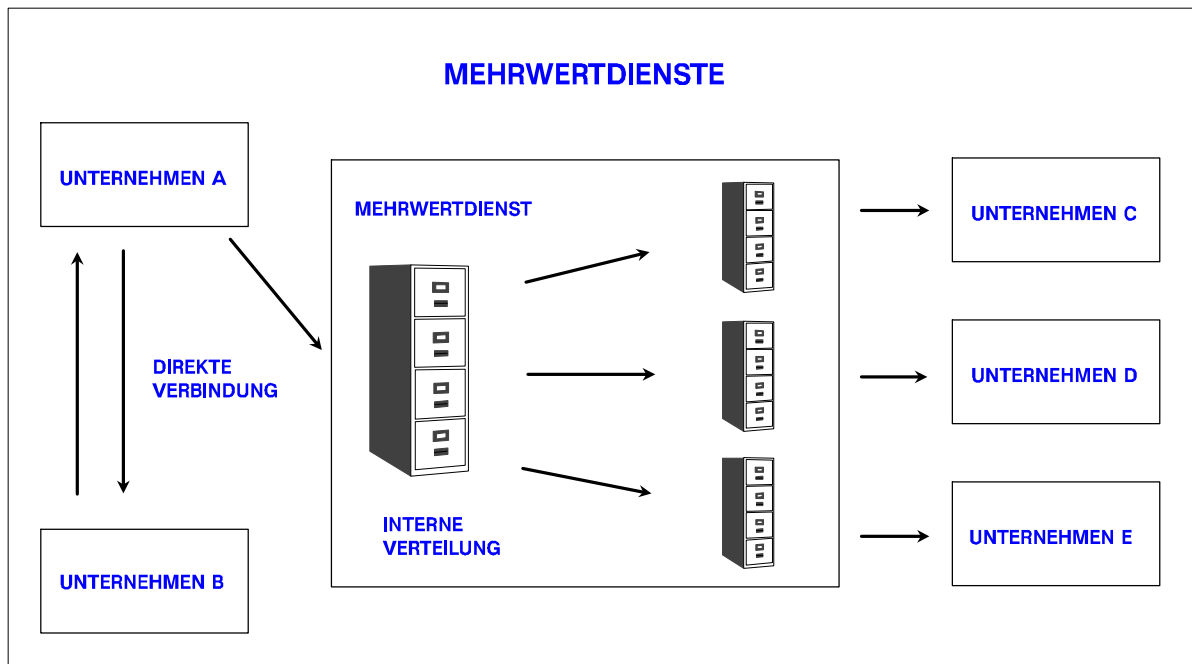 MEHRWERTDIENSTE
UNTERNEHMEN A
MEHRWERTDIENST
UNTERNEHMEN C
DIREKTE
VERBINDUNG
UNTERNEHMEN D
INTERNE
VERTEILUNG
UNTERNEHMEN E
UNTERNEHMEN B